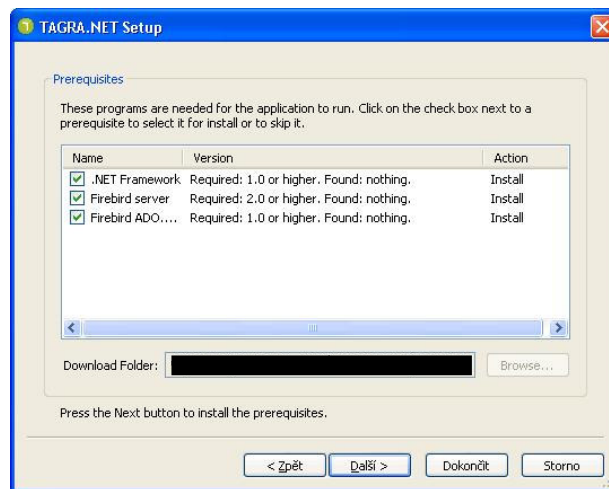 TAGRA.NET Setup
Prerequisites
These programs are needed for the application to run. Click on the check box next to a
prerequisite to select it for install or to skip it.
Name Version Action
.NET Framework Required: 1.0 or higher. Found: nothing. Install
Firebird server Required: 2.0 or higher. Found: nothing. Install
Firebird ADO.... Required: 1.0 or higher. Found: nothing. Install
Download Folder: Browse...
Press the Next button to install the prerequisites.
< Zpět Další > Dokončit Storno